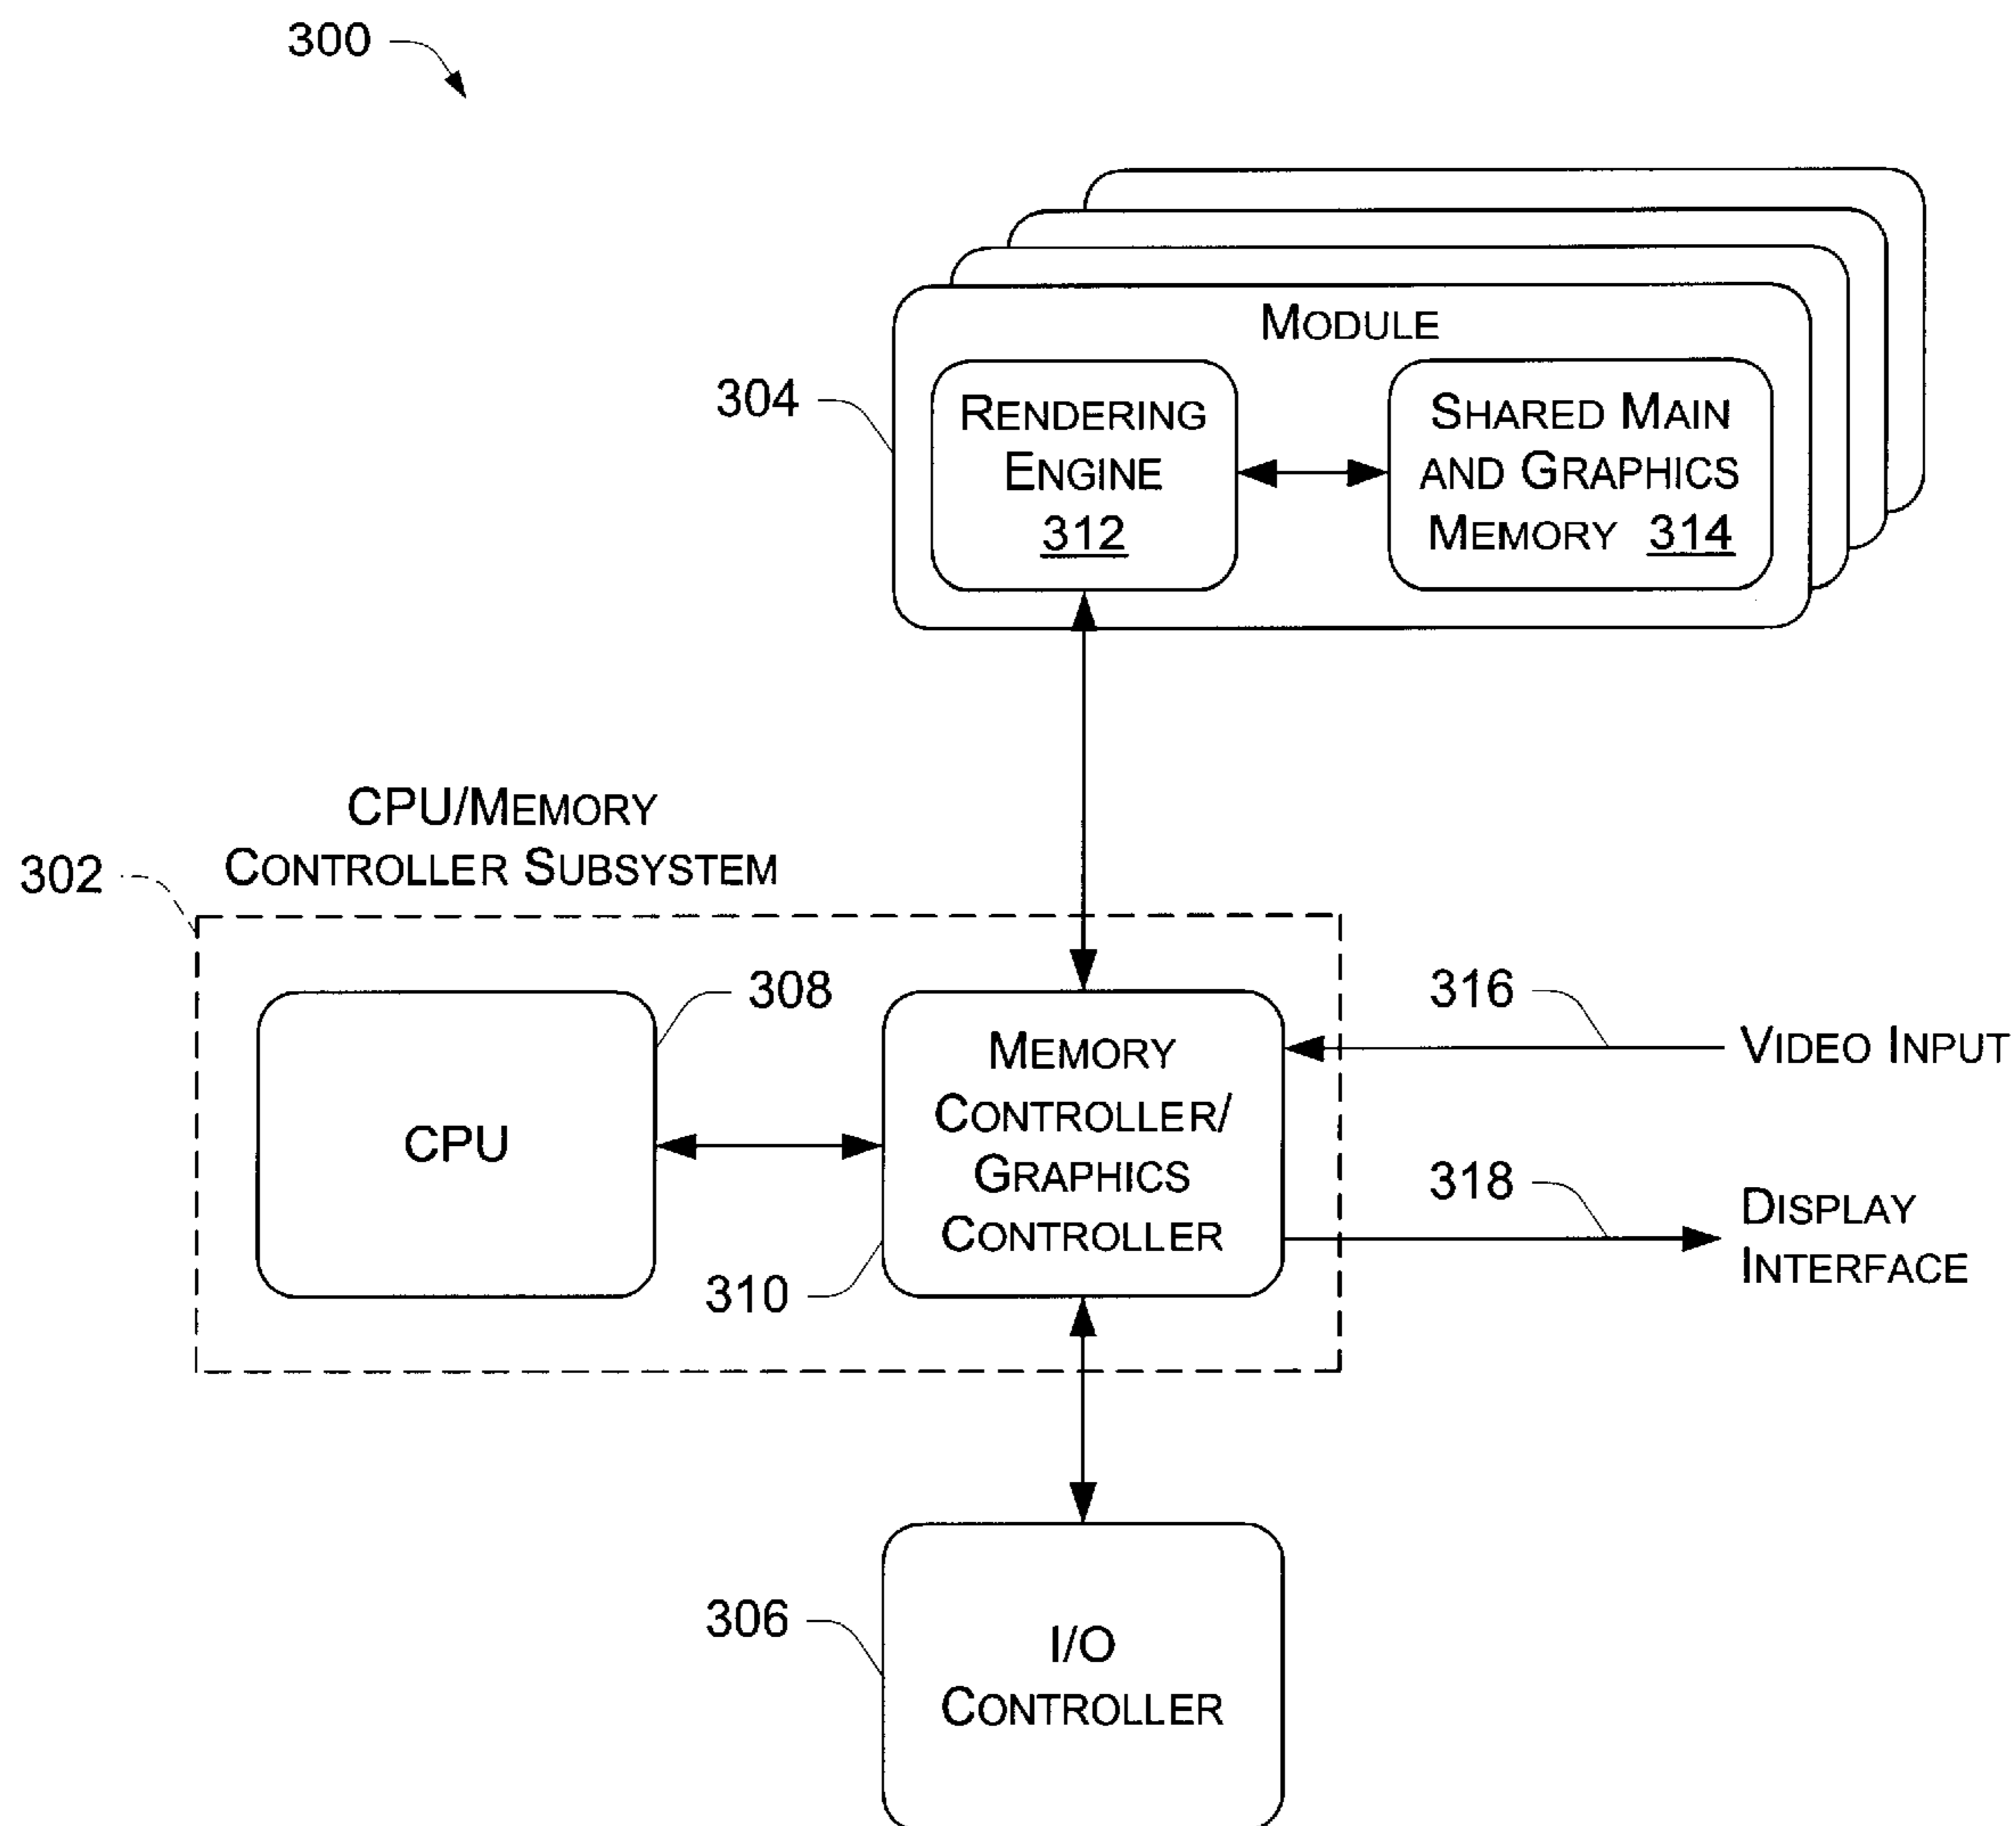 300
MODULE
304
RENDERING
ENGINE
312
SHARED MAIN
AND GRAPHICS
MEMORY 314
CPU/MEMORY
CONTROLLER SUBSYSTEM
302
308
CPU
MEMORY
CONTROLLER/
GRAPHICS
CONTROLLER
310
316
VIDEO INPUT
318
DISPLAY
INTERFACE
306
I/O
CONTROLLER